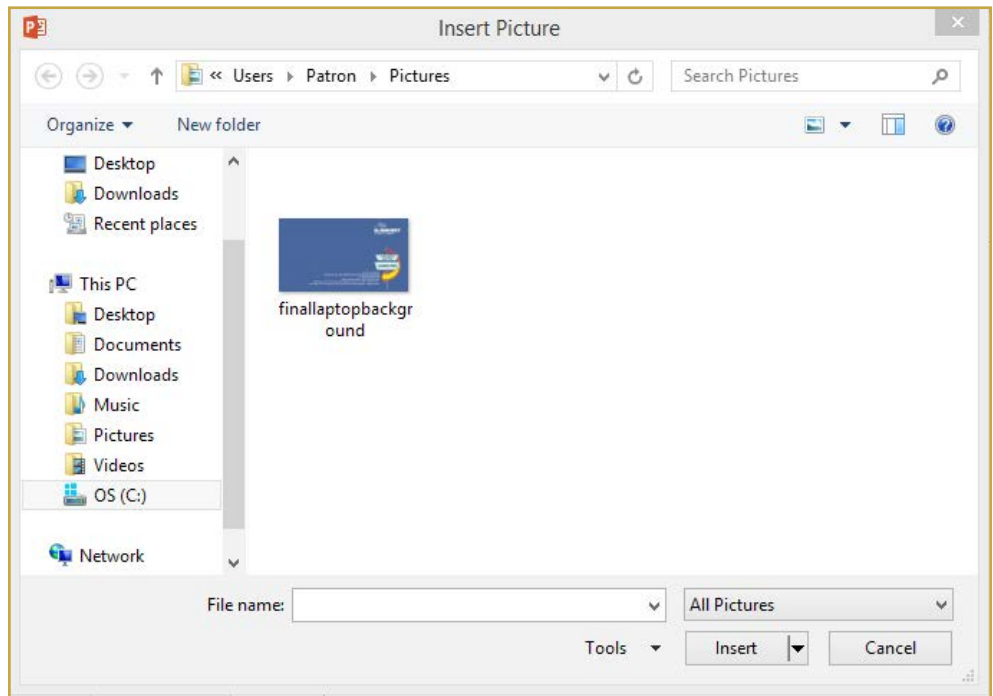 Insert Picture
« Users Patron Pictures
Search Pictures
Organize
New folder
Desktop
Downloads
Recent places
This PC
Desktop
Documents
Downloads
Music
Pictures
Videos
OS (C:)
Network
finallaptopbackgr
ound
File name:
All Pictures
Tools
Insert
Cancel